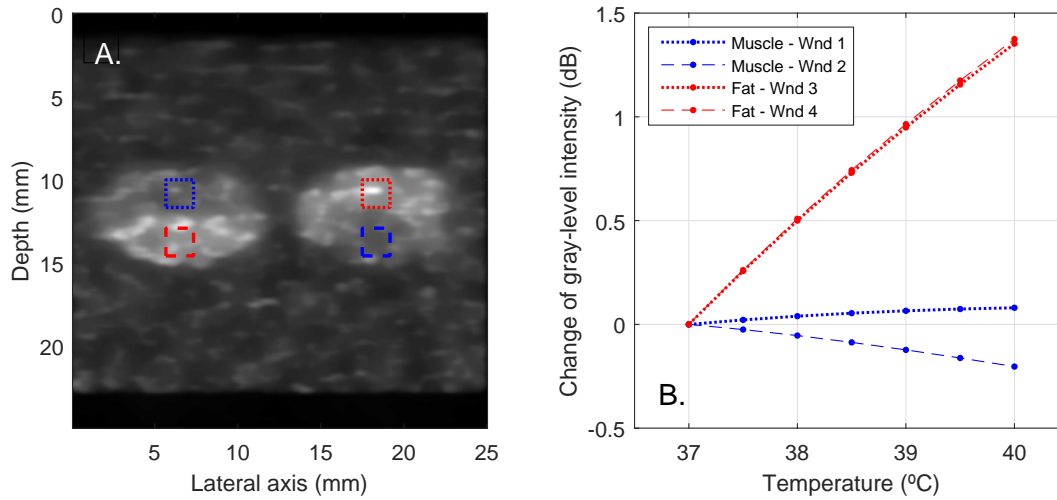 A.
0
5
10
15
20
Depth (mm)
5
10
15
20
25
Lateral axis (mm)
Muscle - Wnd 1
Muscle - Wnd 2
Fat - Wnd 3
Fat - Wnd 4
1.5
1
0.5
0
-0.5
Change of gray-level intensity (dB)
B.
37
38
39
40
Temperature (ºC)